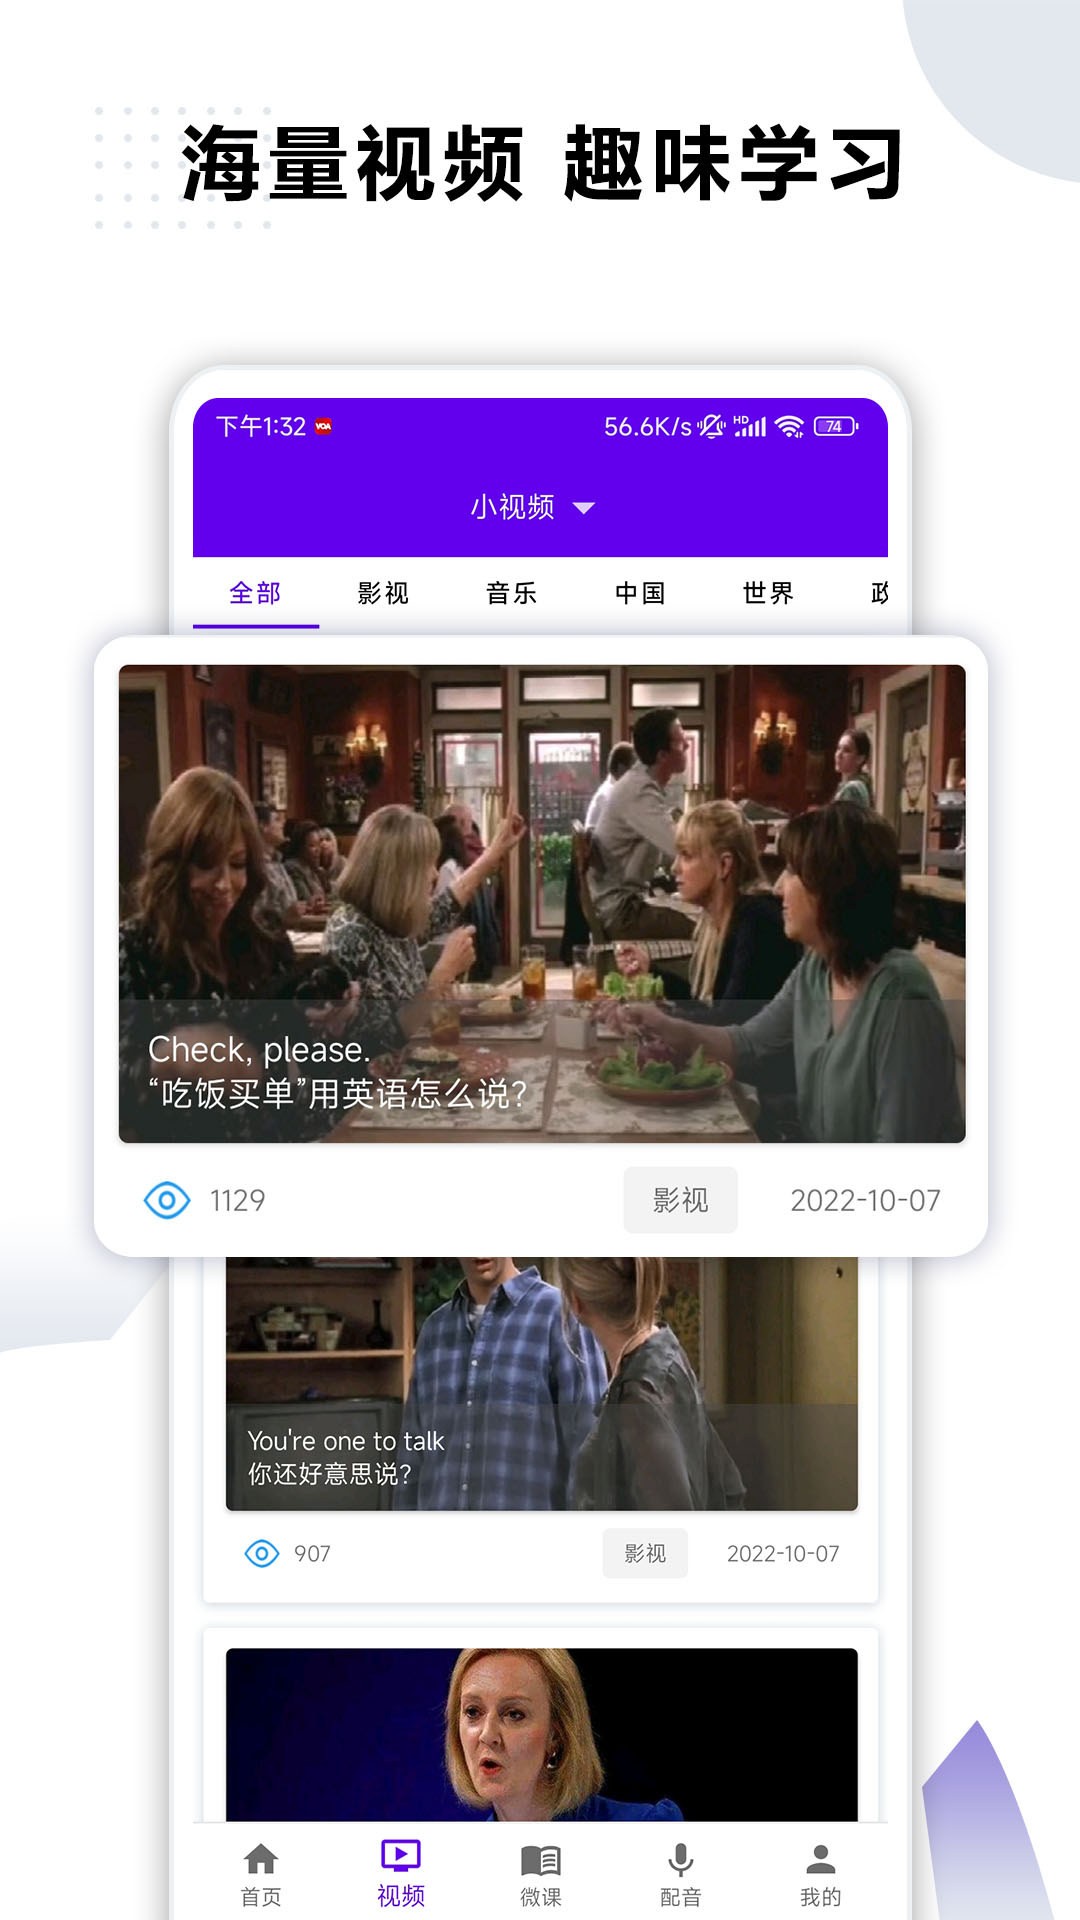 海量视频 趣味学习
下午1:32 VOA 56.6K/s HD 74
小视频
全部 影视 音乐 中国 世界 政
Check, please.
“吃饭买单”用英语怎么说?
1129 影视 2022-10-07
You're one to talk
你还好意思说?
907 影视 2022-10-07
首页 视频 微课 配音 我的